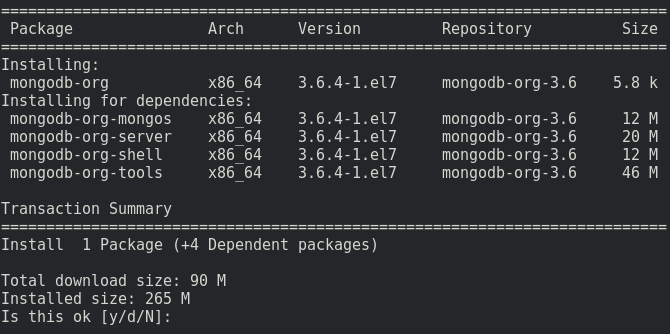 ================================================================================
 Package               Arch      Version         Repository          Size
================================================================================
Installing:
 mongodb-org           x86_64    3.6.4-1.el7     mongodb-org-3.6    5.8 k
Installing for dependencies:
 mongodb-org-mongos    x86_64    3.6.4-1.el7     mongodb-org-3.6     12 M
 mongodb-org-server    x86_64    3.6.4-1.el7     mongodb-org-3.6     20 M
 mongodb-org-shell     x86_64    3.6.4-1.el7     mongodb-org-3.6     12 M
 mongodb-org-tools     x86_64    3.6.4-1.el7     mongodb-org-3.6     46 M
Transaction Summary
================================================================================
Install  1 Package (+4 Dependent packages)
Total download size: 90 M
Installed size: 265 M
Is this ok [y/d/N]: